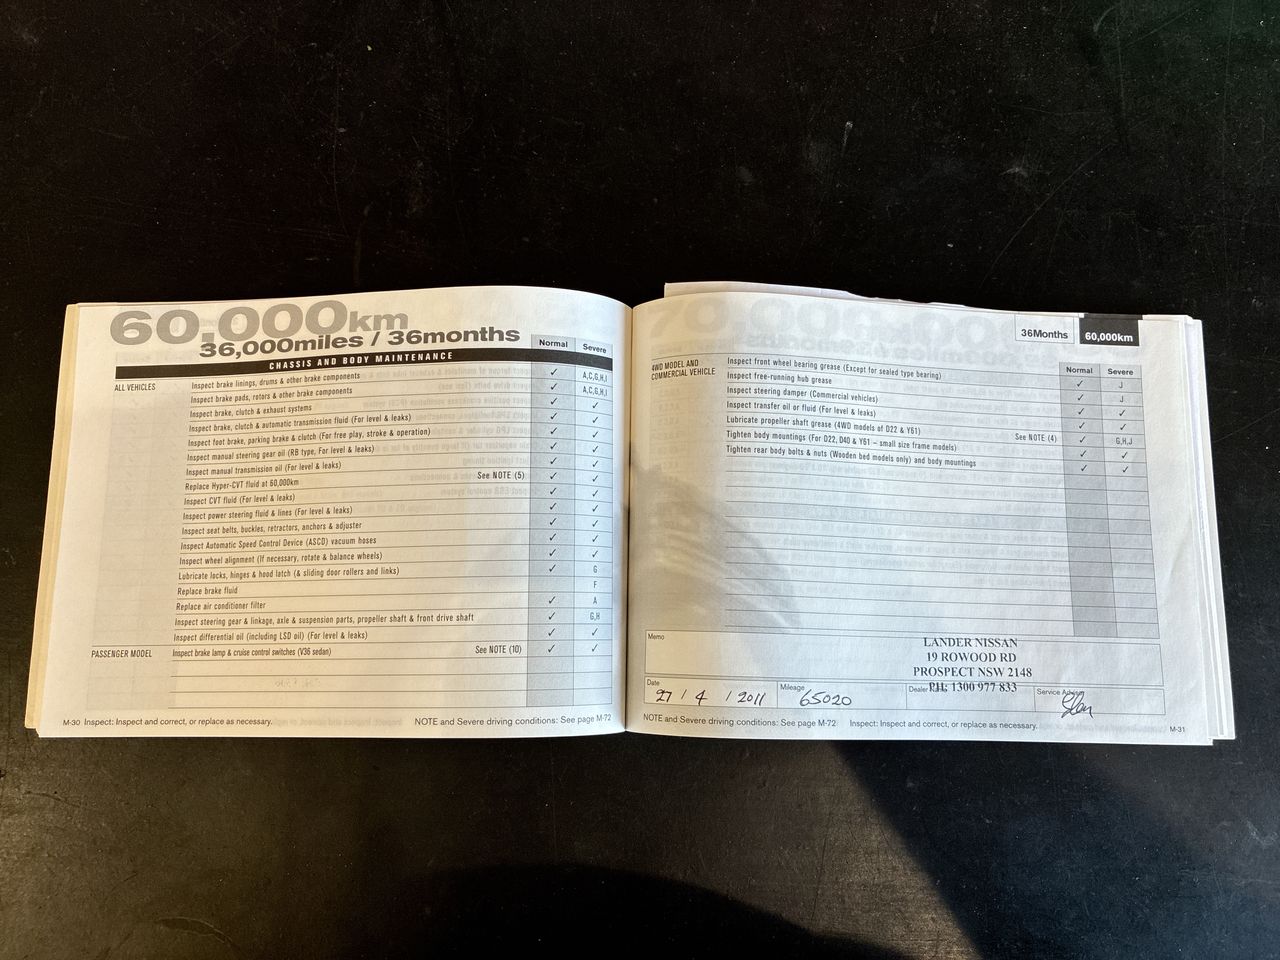 60,000km
36,000miles / 36months
Normal Severe
CHASSIS AND BODY MAINTENANCE
ALL VEHICLES Inspect brake linings, drums & other brake components ✓ A,C,G,H,I
Inspect brake pads, rotors & other brake components ✓ A,C,G,H,I
Inspect brake, clutch & exhaust systems ✓ ✓
Inspect brake, clutch & automatic transmission fluid (For level & leaks) ✓ ✓
Inspect foot brake, parking brake & clutch (For free play, stroke & operation) ✓ ✓
Inspect manual steering gear oil (RB type, For level & leaks) ✓ ✓
Inspect manual transmission oil (For level & leaks) ✓ ✓
Replace Hyper-CVT fluid at 60,000km See NOTE (5) ✓ ✓
Inspect CVT fluid (For level & leaks) ✓ ✓
Inspect power steering fluid & lines (For level & leaks) ✓ ✓
Inspect seat belts, buckles, retractors, anchors & adjuster ✓ ✓
Inspect Automatic Speed Control Device (ASCD) vacuum hoses ✓ ✓
Inspect wheel alignment (If necessary, rotate & balance wheels) ✓ ✓
Lubricate locks, hinges & hood latch (& sliding door rollers and links) ✓ G
Replace brake fluid F
Replace air conditioner filter ✓ A
Inspect steering gear & linkage, axle & suspension parts, propeller shaft & front drive shaft ✓ G,H
Inspect differential oil (including LSD oil) (For level & leaks) ✓ ✓
PASSENGER MODEL Inspect brake lamp & cruise control switches (V36 sedan) See NOTE (10) ✓ ✓
M-30 Inspect: Inspect and correct, or replace as necessary. NOTE and Severe driving conditions: See page M-72
36Months 60,000km
Normal Severe
4WD MODEL AND
COMMERCIAL VEHICLE
Inspect front wheel bearing grease (Except for sealed type bearing) ✓ J
Inspect free-running hub grease ✓ J
Inspect steering damper (Commercial vehicles) ✓ ✓
Inspect transfer oil or fluid (For level & leaks) ✓ ✓
Lubricate propeller shaft grease (4WD models of D22 & Y61) See NOTE (4) ✓ G,H,J
Tighten body mountings (For D22, D40 & Y61 – small size frame models) ✓ ✓
Tighten rear body bolts & nuts (Wooden bed models only) and body mountings ✓ ✓
Memo
LANDER NISSAN
19 ROWOOD RD
PROSPECT NSW 2148
PH: 1300 977 833
Date 27 / 4 / 2011 Mileage 65020 Dealer Service Advisor
NOTE and Severe driving conditions: See page M-72 Inspect: Inspect and correct, or replace as necessary. M-31